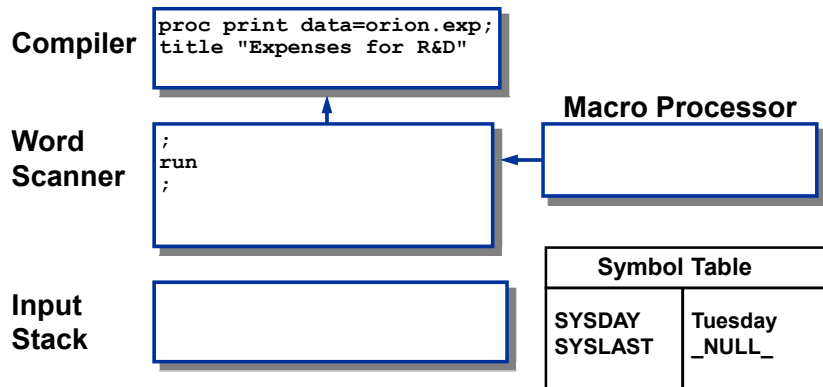 Compiler
proc print data=orion.exp;
title "Expenses for R&D"
Macro Processor
Word
Scanner
;
run
;
Input
Stack
Symbol Table
SYSDAY Tuesday
SYSLAST _NULL_